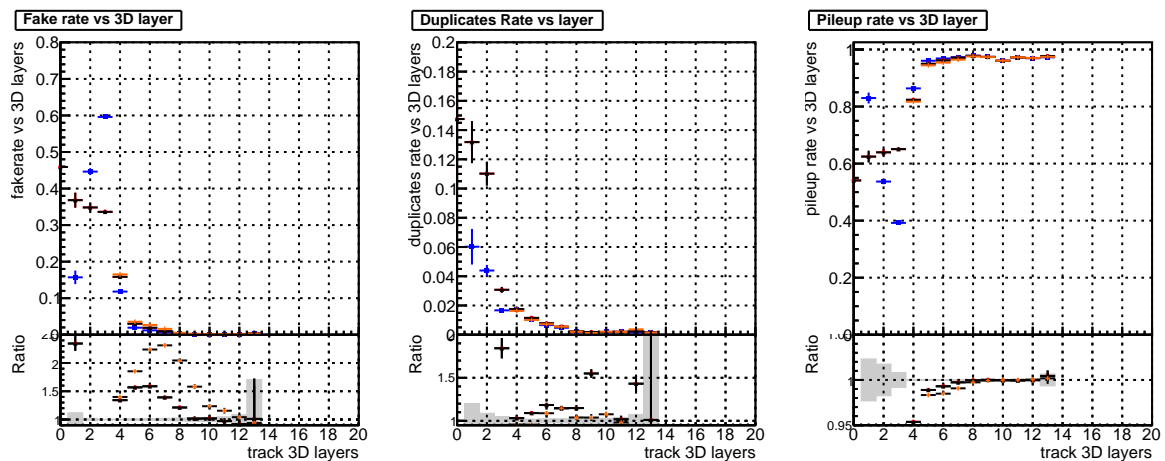 Fake rate vs 3D layer
fakerate vs 3D layers
0.8
0.7
0.6
0.5
0.4
0.3
0.2
0.1
0
Ratio
2
1.5
1
0 2 4 6 8 10 12 14 16 18 20
track 3D layers
Duplicates Rate vs layer
duplicates rate vs 3D layers
0.2
0.18
0.16
0.14
0.12
0.1
0.08
0.06
0.04
0.02
0
Ratio
1.5
1
0 2 4 6 8 10 12 14 16 18 20
track 3D layers
Pileup rate vs 3D layer
pileup rate vs 3D layers
1
0.8
0.6
0.4
0.2
0
Ratio
1
0.95
0 2 4 6 8 10 12 14 16 18 20
track 3D layers